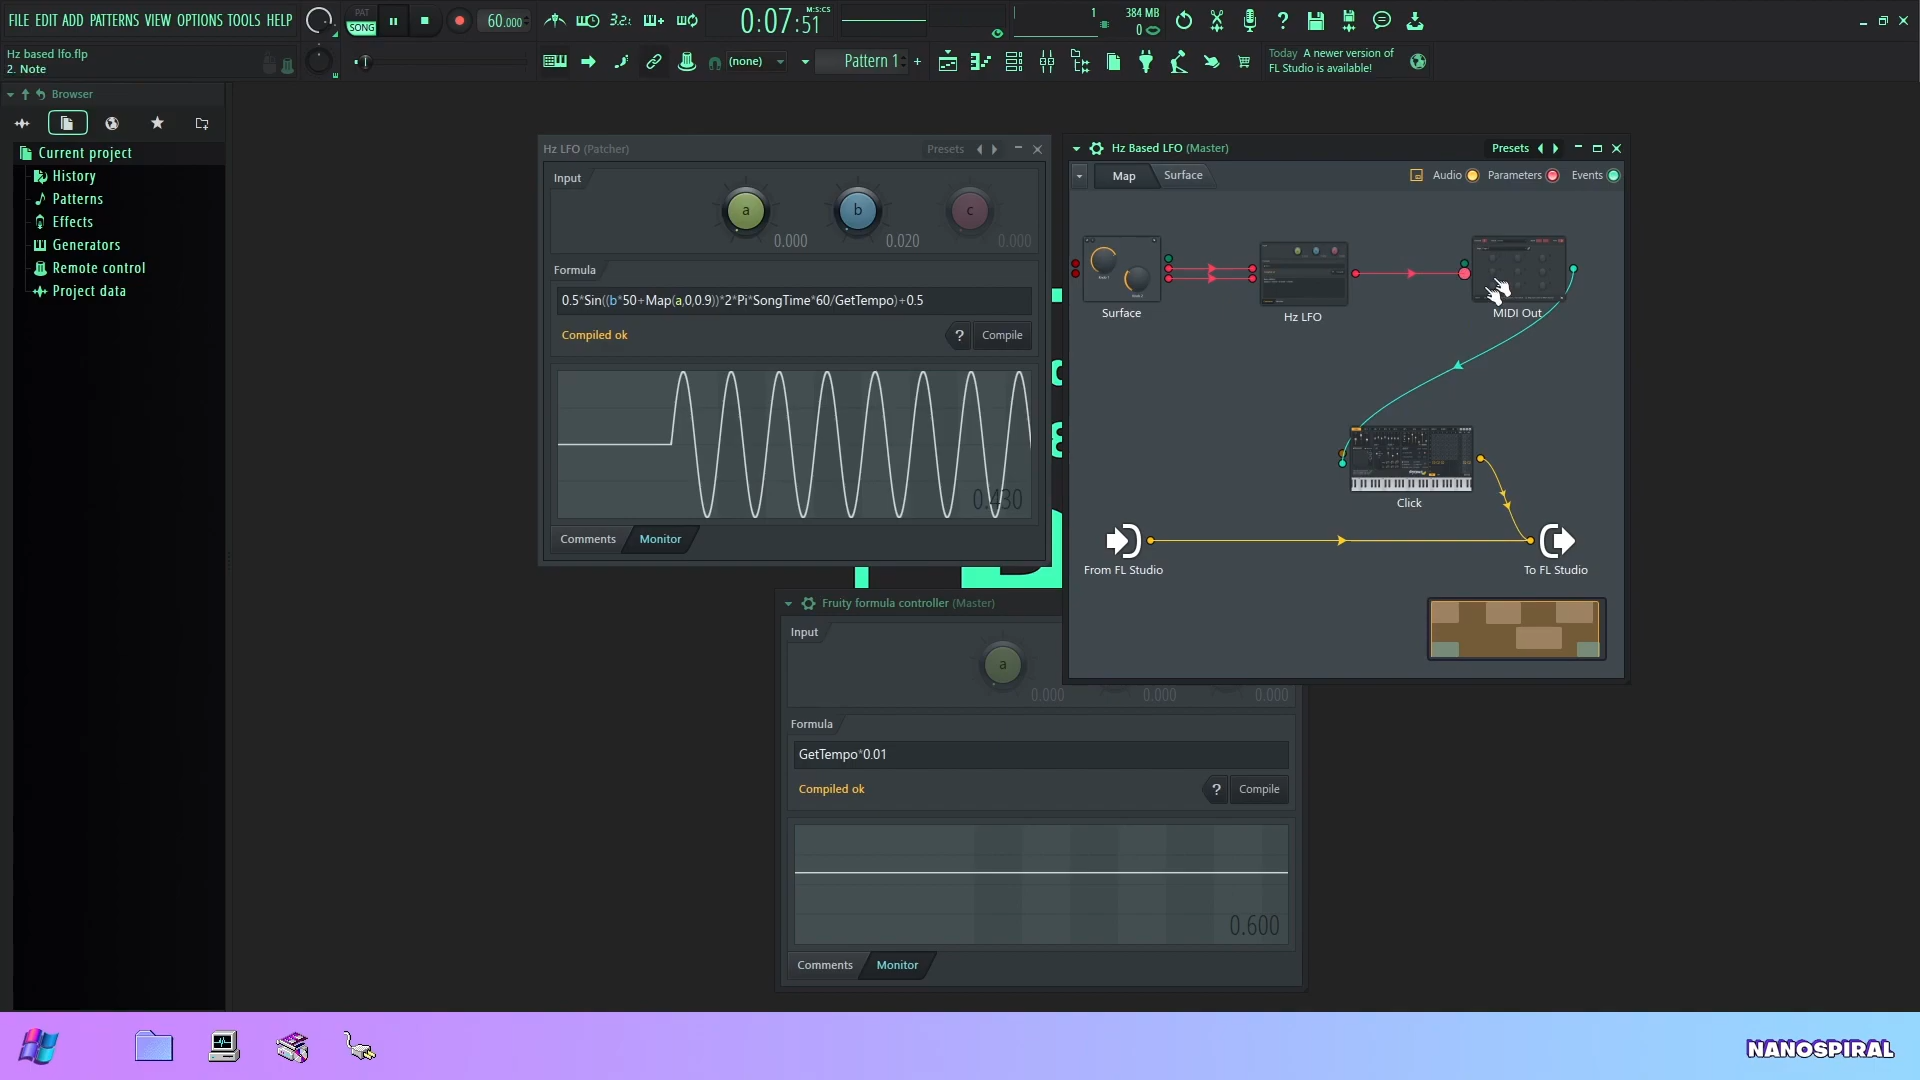 FILE EDIT ADD PATTERNS VIEW OPTIONS TOOLS HELP
PAT
SONG
60.000
3.2.
0:07:51
M:S:CS
1
384 MB
0
Hz based lfo.flp
2. Note
(none)
Pattern 1
+
Today A newer version of
FL Studio is available!
Browser
Current project
History
Patterns
Effects
Generators
Remote control
Project data
Hz LFO (Patcher)
Presets
Input
a
0.000
b
0.020
c
0.000
Formula
0.5*Sin((b*50+Map(a,0,0.9))*2*Pi*SongTime*60/GetTempo)+0.5
Compiled ok
?
Compile
0.430
Comments
Monitor
Hz Based LFO (Master)
Presets
Map
Surface
Audio
Parameters
Events
Surface
Hz LFO
MIDI Out
Click
From FL Studio
To FL Studio
Fruity formula controller (Master)
Input
a
0.000
0.000
0.000
Formula
GetTempo*0.01
Compiled ok
?
Compile
0.600
Comments
Monitor
NANOSPIRAL